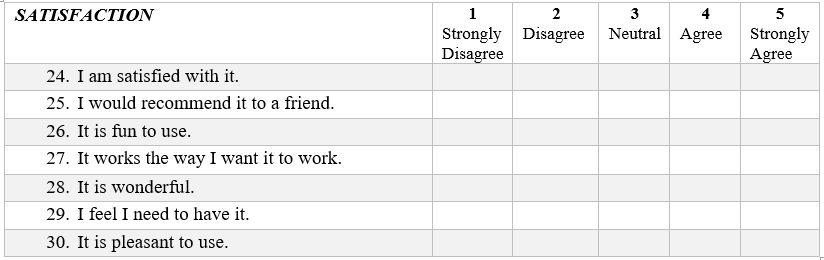 SATISFACTION 1 2 3 4 5
Strongly Disagree Neutral Agree Strongly
Disagree Agree
24. I am satisfied with it.
25. I would recommend it to a friend.
26. It is fun to use.
27. It works the way I want it to work.
28. It is wonderful.
29. I feel I need to have it.
30. It is pleasant to use.